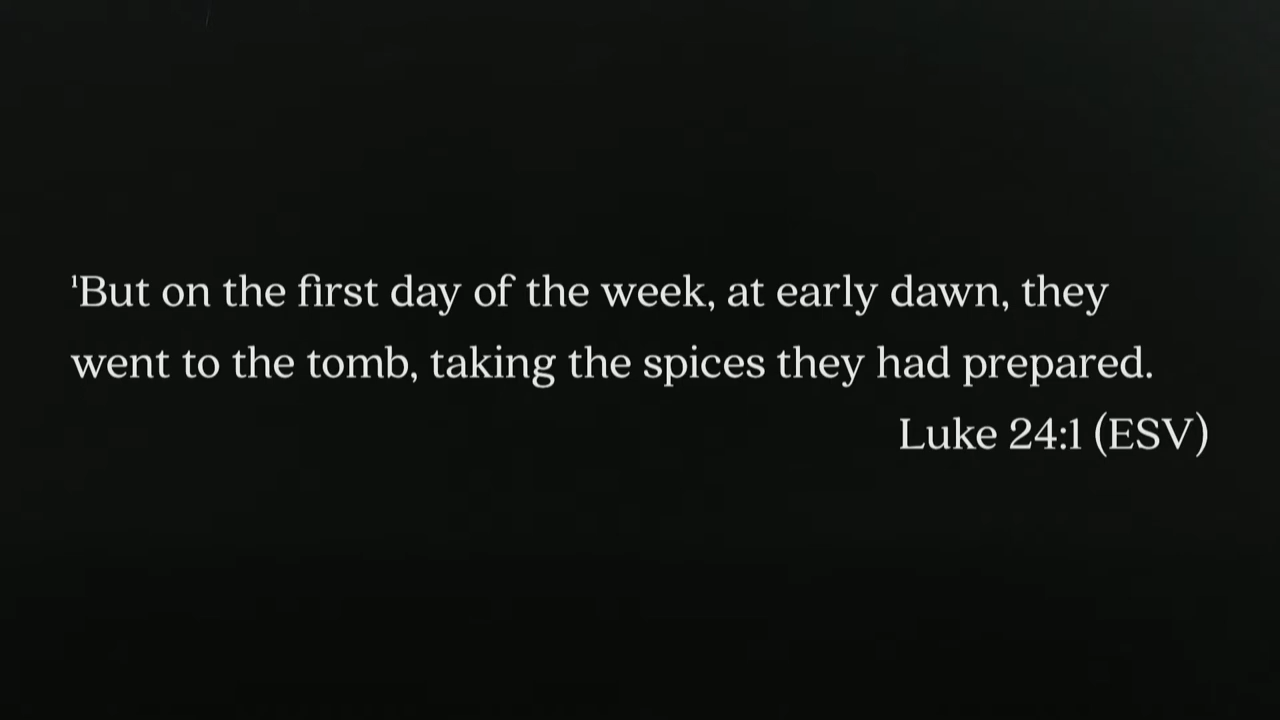 ¹But on the first day of the week, at early dawn, they
went to the tomb, taking the spices they had prepared.
Luke 24:1 (ESV)